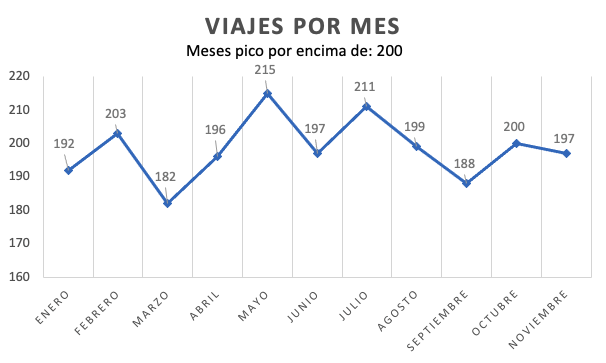 VIAJES POR MES
Meses pico por encima de: 200
220
210
200
190
180
170
160
192
203
182
196
215
197
211
199
188
200
197
ENERO
FEBRERO
MARZO
ABRIL
MAYO
JUNIO
JULIO
AGOSTO
SEPTIEMBRE
OCTUBRE
NOVIEMBRE